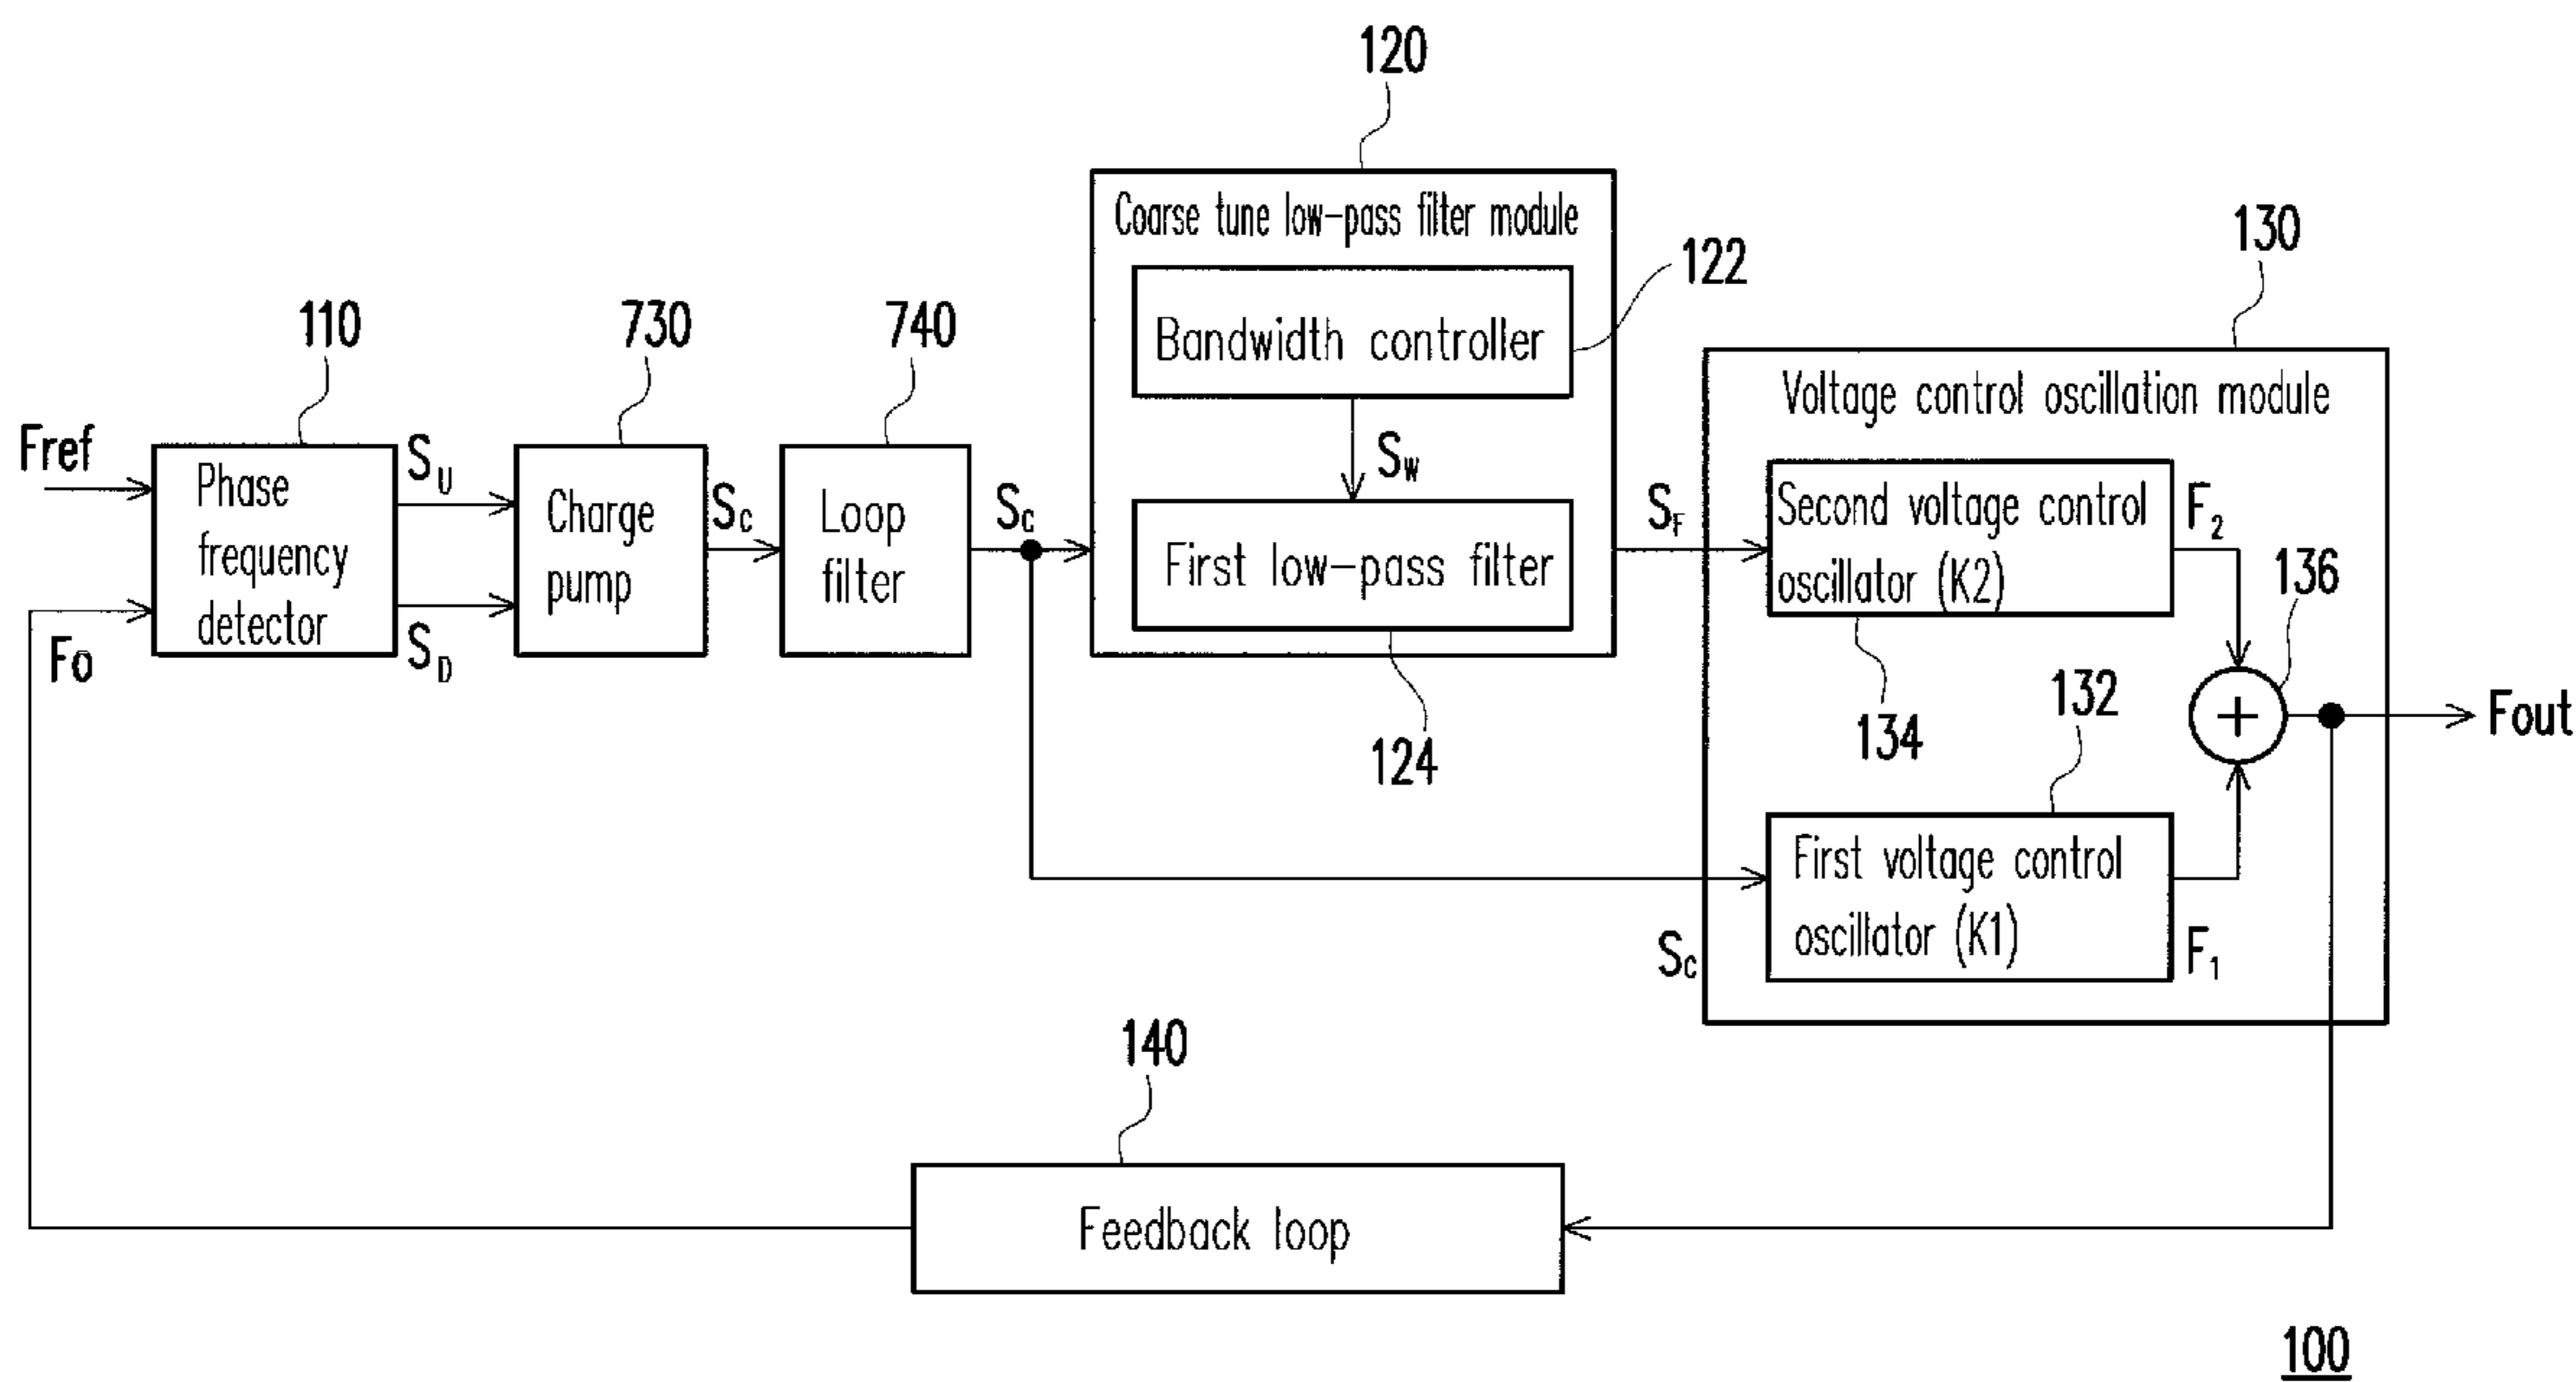 120
Coarse tune low-pass filter module
130
Bandwidth controller
122
110
730
740
Voltage control oscillation module
Fref
Phase
frequency
detector
SU
SD
Fo
Charge
pump
SC
Loop
filter
SC
SW
First low-pass filter
124
SF
Second voltage control
oscillator (K2)
134
F2
136
132
Fout
First voltage control
oscillator (K1)
SC
F1
140
Feedback loop
100